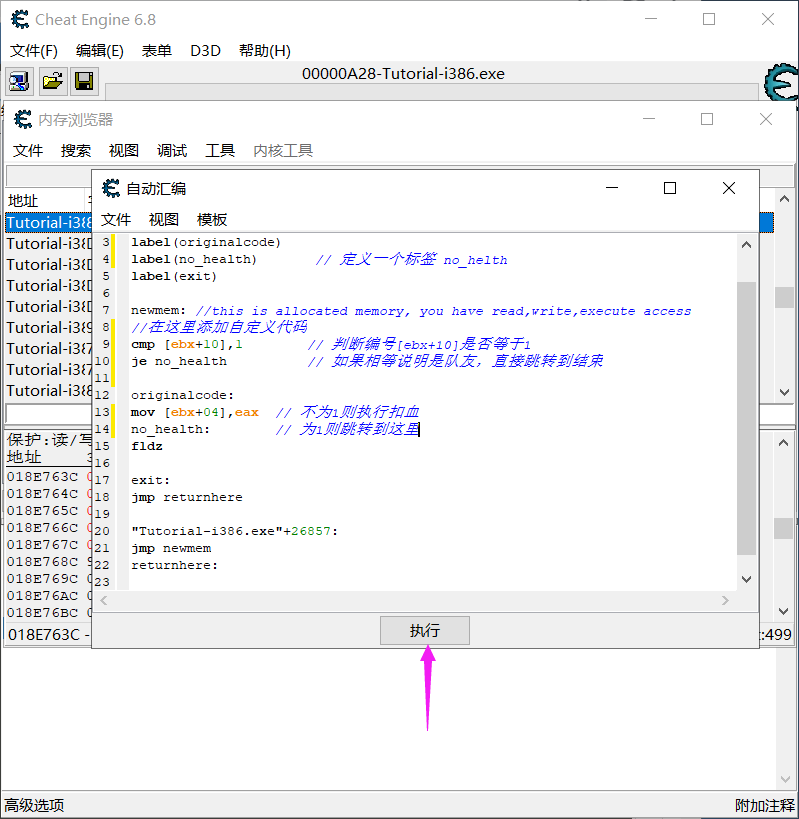 Cheat Engine 6.8
文件(F) 编辑(E) 表单 D3D 帮助(H)
00000A28-Tutorial-i386.exe
内存浏览器
文件 搜索 视图 调试 工具 内核工具
地址
Tutorial-i38
Tutorial-i38
Tutorial-i38
Tutorial-i38
Tutorial-i38
Tutorial-i38
Tutorial-i38
Tutorial-i38
Tutorial-i38
保护:读/写
地址 3
018E763C 0
018E764C 0
018E765C 0
018E766C 0
018E767C 0
018E768C 9
018E769C 0
018E76AC 0
018E76BC 0
018E763C -
:499
自动汇编
文件 视图 模板
3 label(originalcode)
4 label(no_health) // 定义一个标签 no_helth
5 label(exit)
6
7 newmem: //this is allocated memory, you have read,write,execute access
8 //在这里添加自定义代码
9 cmp [ebx+10],1 // 判断编号[ebx+10]是否等于1
10 je no_health // 如果相等说明是队友，直接跳转到结束
11
12 originalcode:
13 mov [ebx+04],eax // 不为1则执行扣血
14 no_health: // 为1则跳转到这里
15 fldz
16
17 exit:
18 jmp returnhere
19
20 "Tutorial-i386.exe"+26857:
21 jmp newmem
22 returnhere:
23
执行
高级选项
附加注释